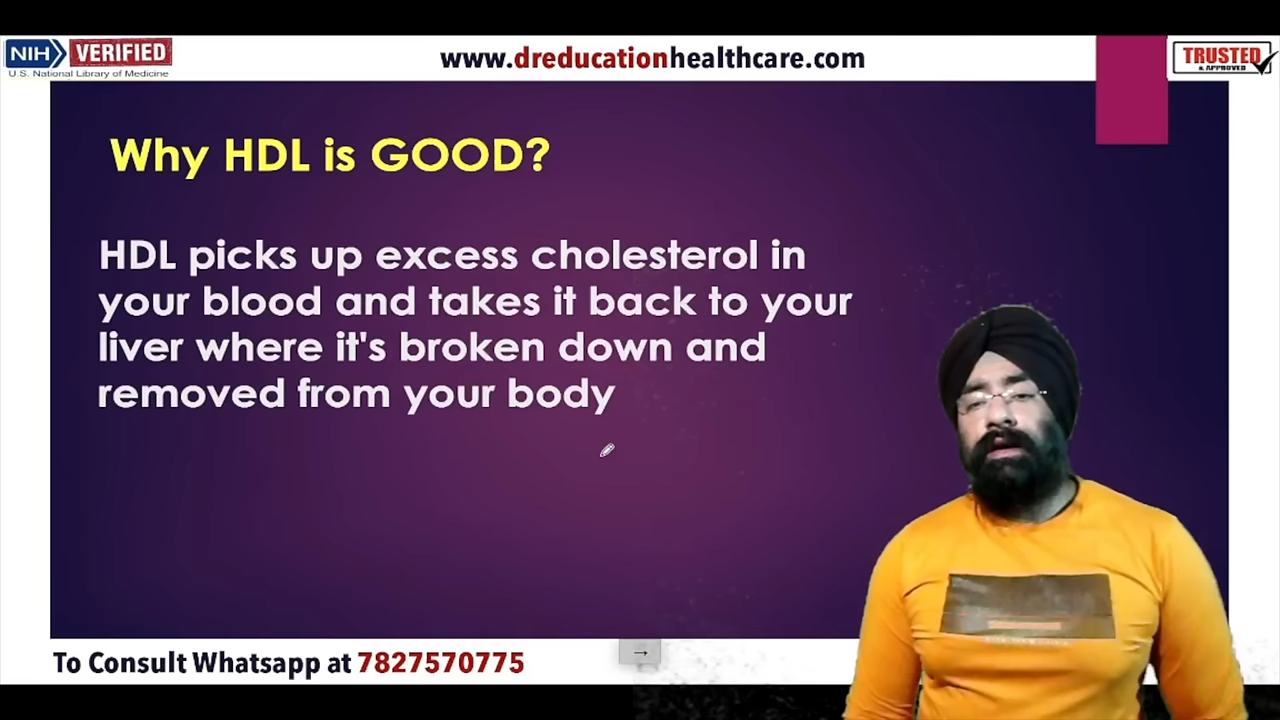 NIH VERIFIED
U.S. National Library of Medicine
www.dreducationhealthcare.com
TRUSTED
& APPROVED
Why HDL is GOOD?
HDL picks up excess cholesterol in
your blood and takes it back to your
liver where it's broken down and
removed from your body
To Consult Whatsapp at 7827570775